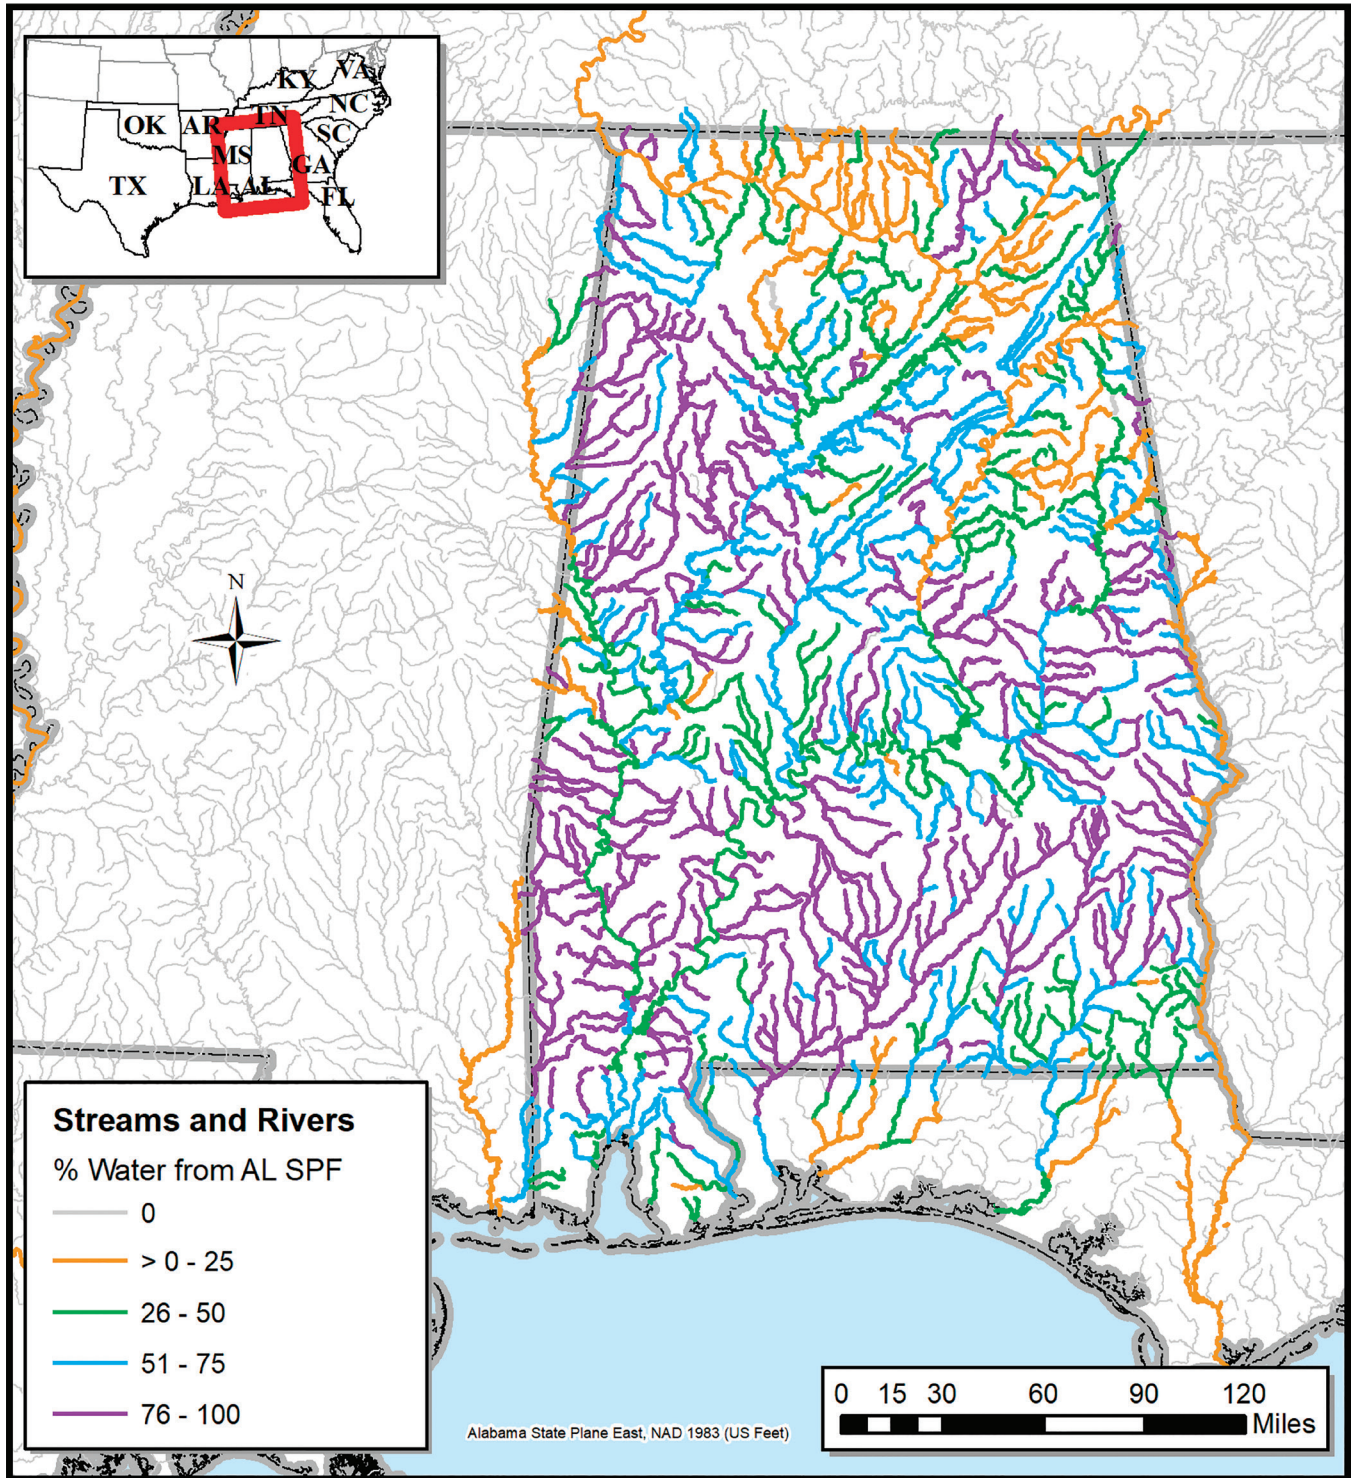 KY
VA
OK
AR
TN
NC
MS
SC
TX
LA
AL
GA
FL
N
Streams and Rivers
% Water from AL SPF
0
> 0 - 25
26 - 50
51 - 75
76 - 100
0 15 30 60 90 120
Miles
Alabama State Plane East, NAD 1983 (US Feet)